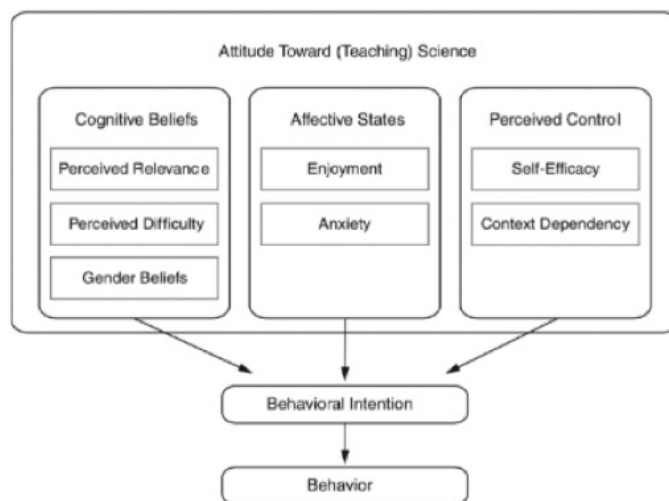 Attitude Toward (Teaching) Science
Cognitive Beliefs
Perceived Relevance
Perceived Difficulty
Gender Beliefs
Affective States
Enjoyment
Anxiety
Perceived Control
Self-Efficacy
Context Dependency
Behavioral Intention
Behavior